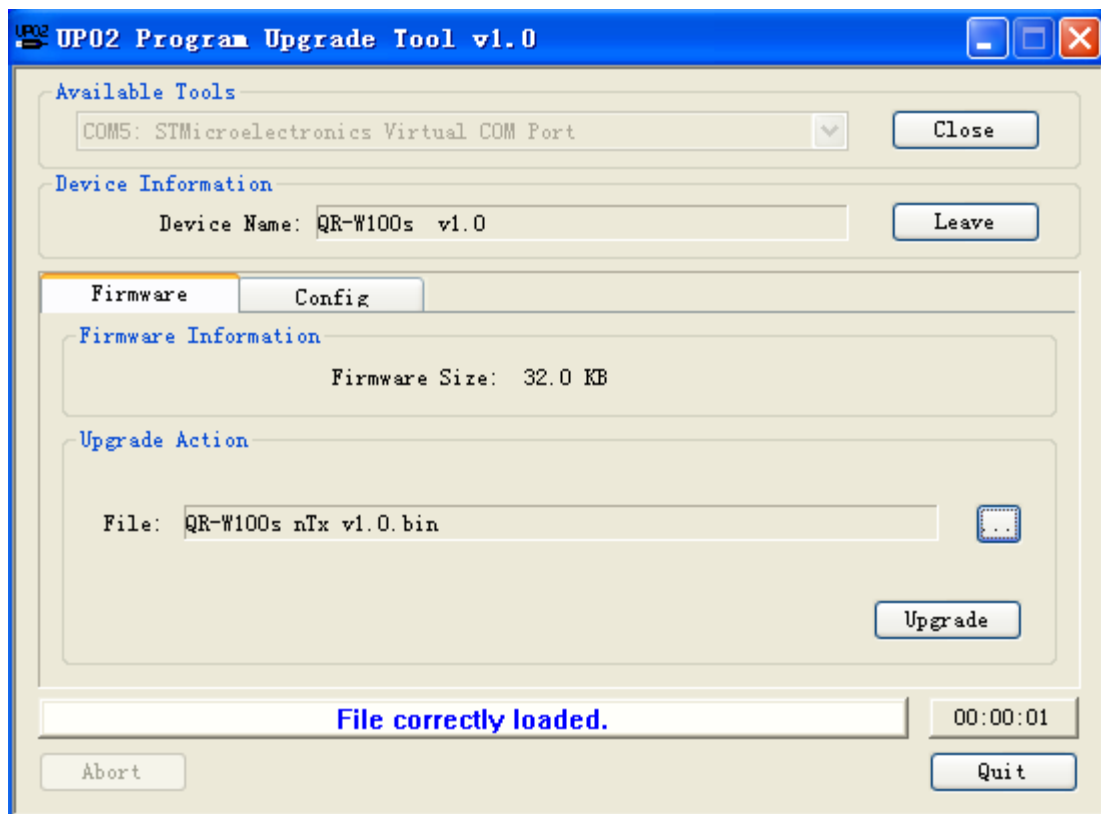 UP02 UP02 Program Upgrade Tool v1.0
Available Tools
COM5: STMicroelectronics Virtual COM Port
Close
Device Information
Device Name: QR-W100s v1.0
Leave
Firmware
Config
Firmware Information
Firmware Size: 32.0 KB
Upgrade Action
File: QR-W100s nTx v1.0.bin
...
Upgrade
File correctly loaded.
00:00:01
Abort
Quit